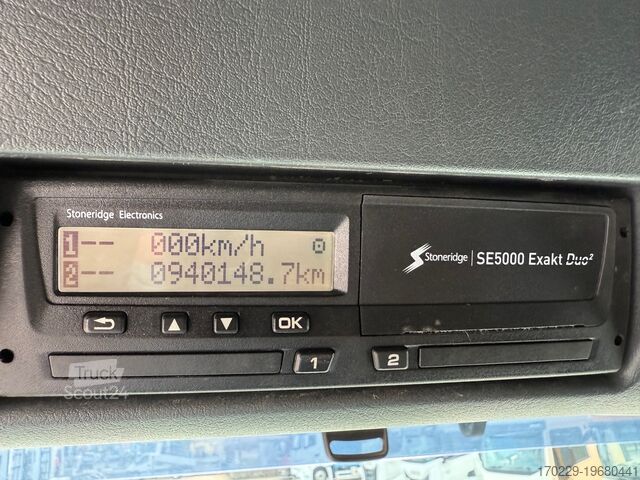 Stoneridge Electronics
1-- 000km/h
2-- 0940148.7km
Stoneridge | SE5000 Exakt Duo²
OK
1 2
Truck
Scout24
170229-19680441